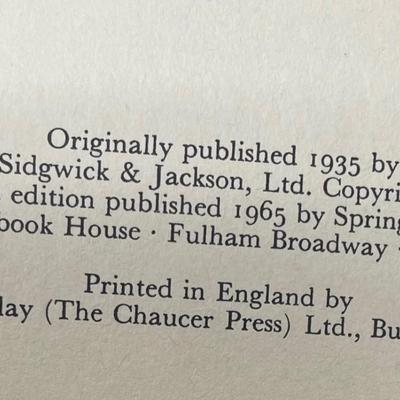 Originally published 1935 by
Sidgwick & Jackson, Ltd. Copyri
edition published 1965 by Spring
book House · Fulham Broadway ·
Printed in England by
lay (The Chaucer Press) Ltd., Bu